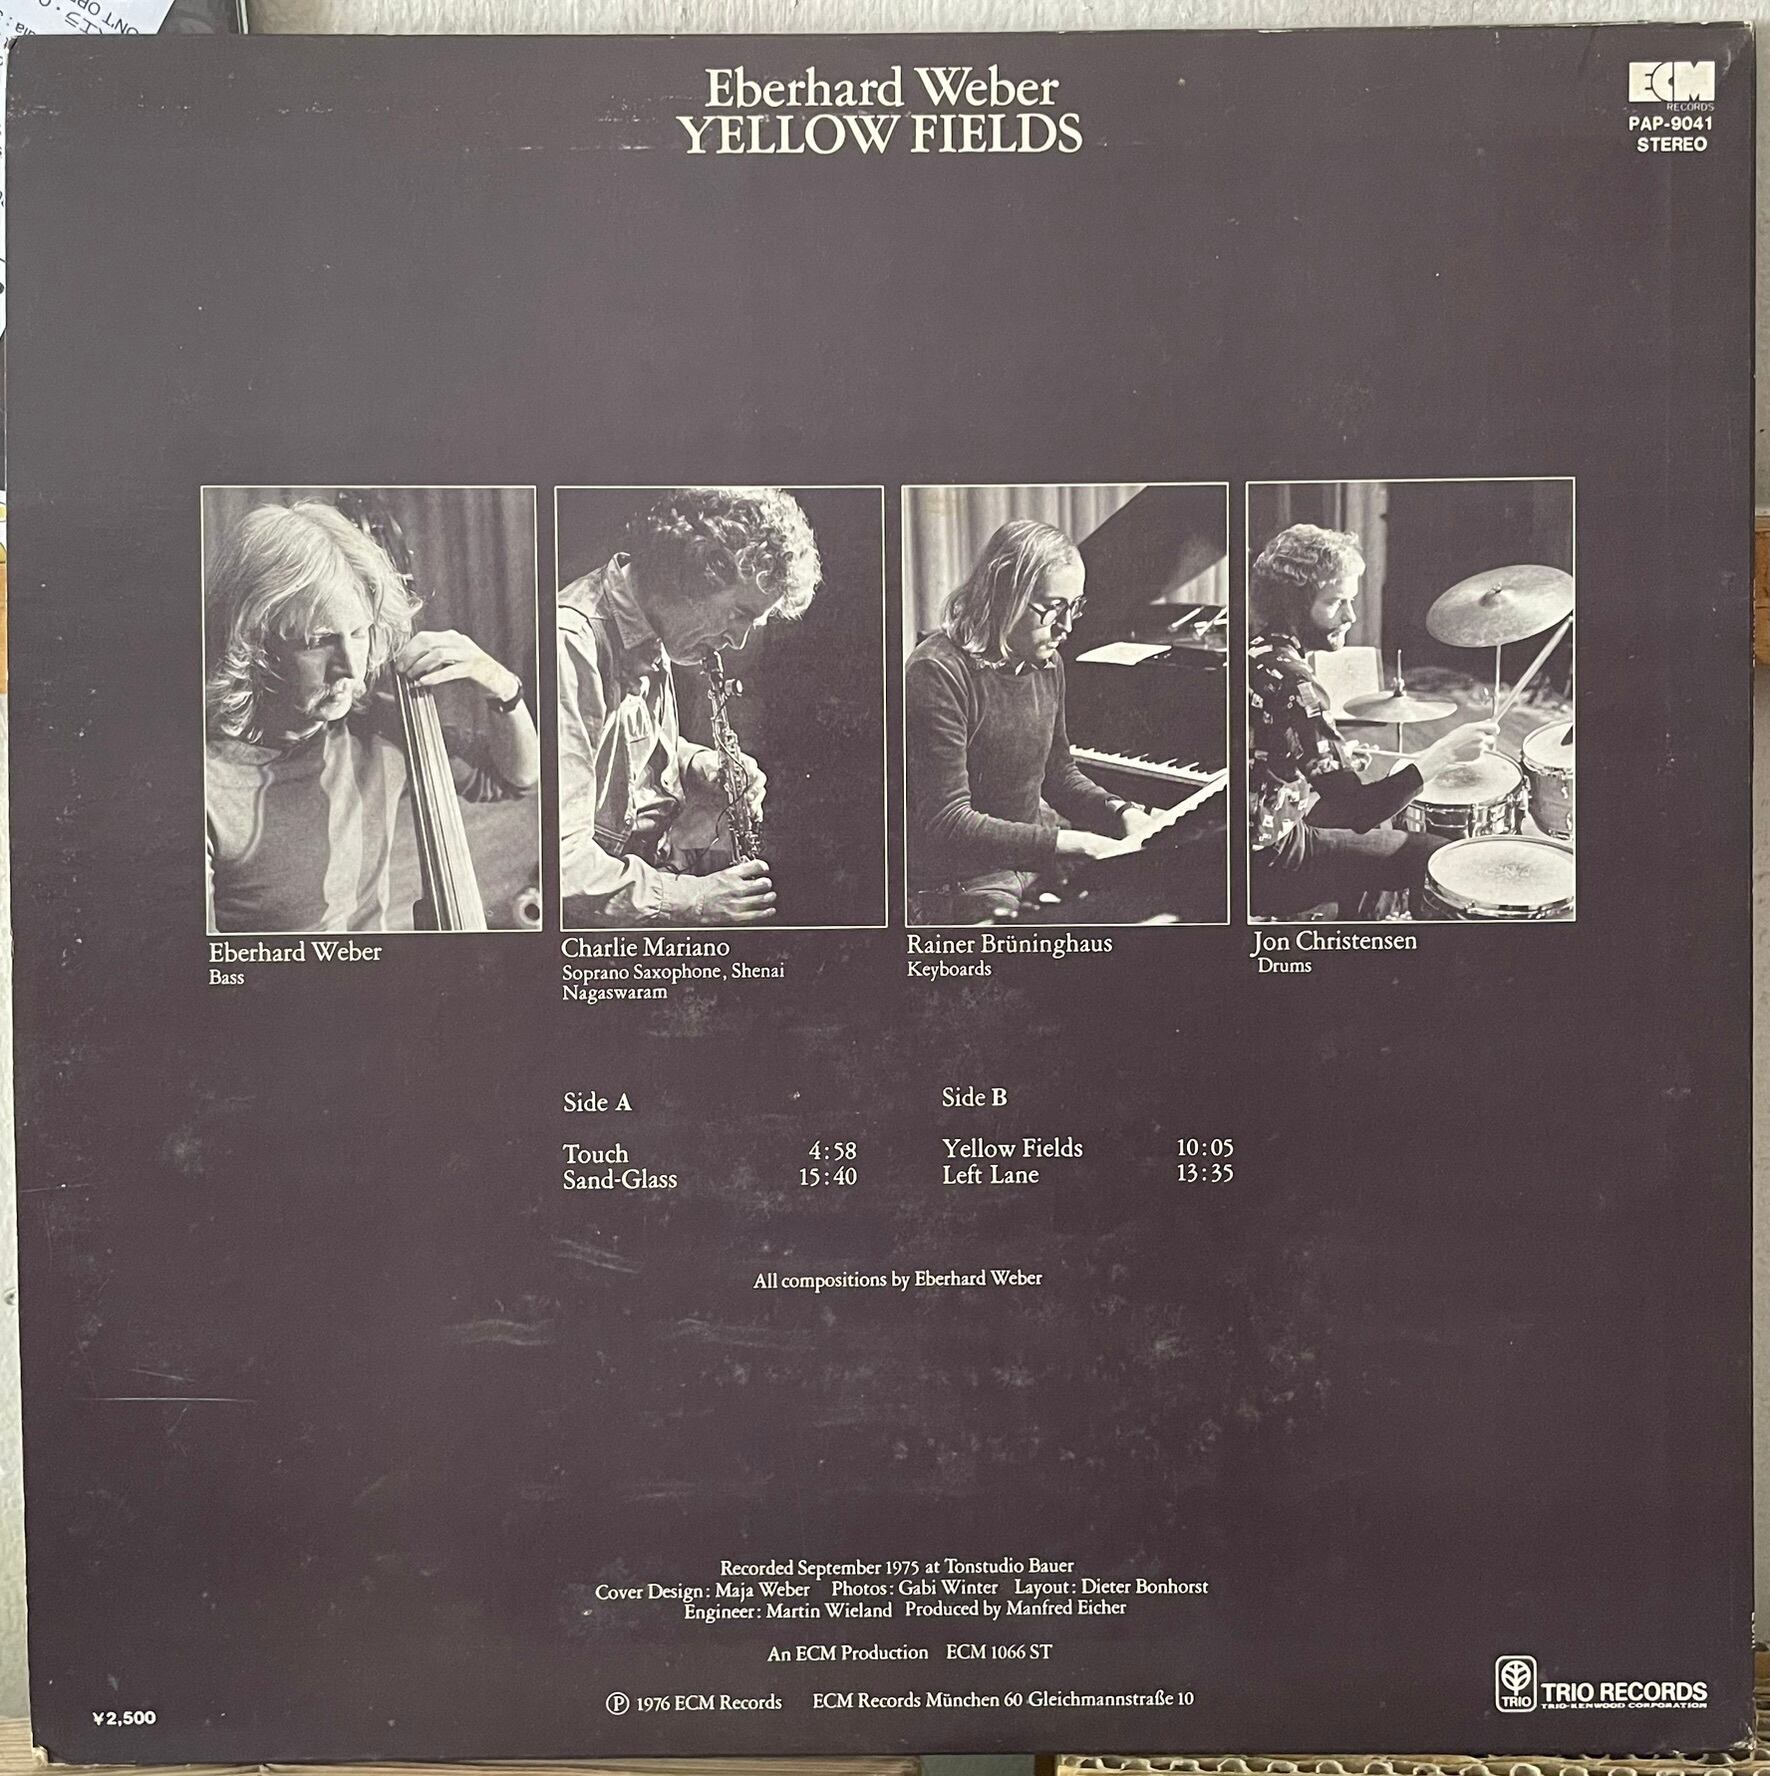 Eberhard Weber
YELLOW FIELDS
ECM
RECORDS
PAP-9041
STEREO
Eberhard Weber
Bass
Charlie Mariano
Soprano Saxophone, Shenai
Nagaswaram
Rainer Brüninghaus
Keyboards
Jon Christensen
Drums
Side A
Touch 4:58
Sand-Glass 15:40
Side B
Yellow Fields 10:05
Left Lane 13:35
All compositions by Eberhard Weber
Recorded September 1975 at Tonstudio Bauer
Cover Design: Maja Weber Photos: Gabi Winter Layout: Dieter Bonhorst
Engineer: Martin Wieland Produced by Manfred Eicher
An ECM Production ECM 1066 ST
Ⓟ 1976 ECM Records ECM Records München 60 Gleichmannstraße 10
¥2,500
TRIO
TRIO RECORDS
TRIO-KENWOOD CORPORATION